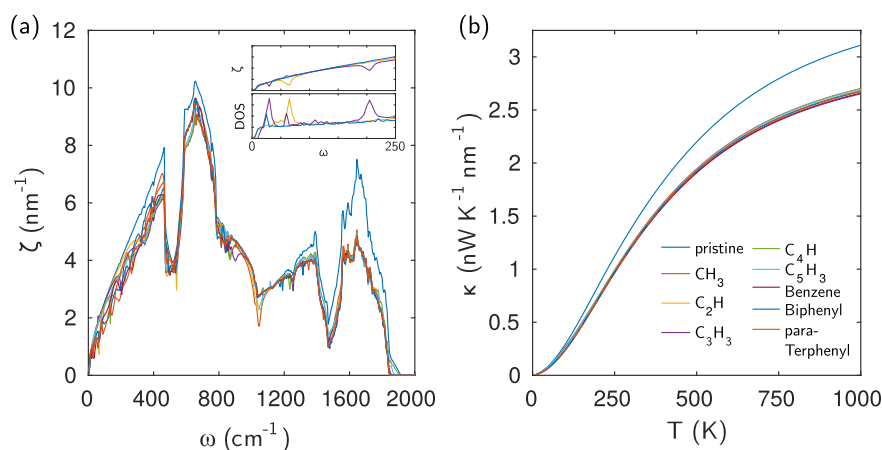 (a)
12
10
8
6
4
2
0
ζ (nm⁻¹)
0 400 800 1200 1600 2000
ω (cm⁻¹)
ζ
DOS
0 ω 250
(b)
3
2.5
2
1.5
1
0.5
0
κ (nW K⁻¹ nm⁻¹)
0 250 500 750 1000
T (K)
pristine
CH₃
C₂H
C₃H₃
C₄H
C₅H₃
Benzene
Biphenyl
para-
Terphenyl